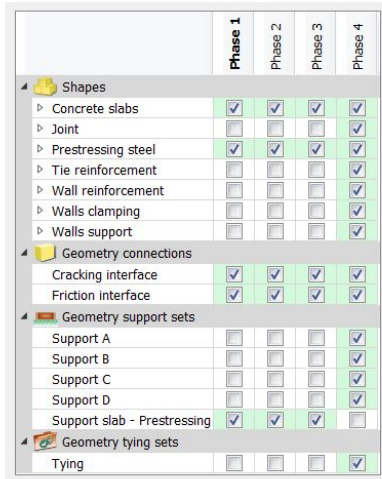 Phase 1
Phase 2
Phase 3
Phase 4
Shapes
Concrete slabs
Joint
Prestressing steel
Tie reinforcement
Wall reinforcement
Walls clamping
Walls support
Geometry connections
Cracking interface
Friction interface
Geometry support sets
Support A
Support B
Support C
Support D
Support slab - Prestressing
Geometry tying sets
Tying